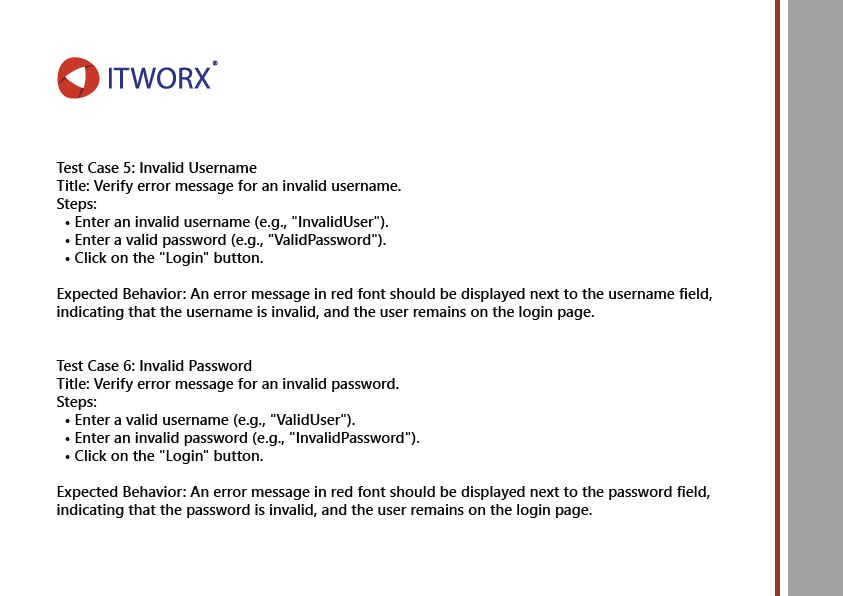 ITWORX®
Test Case 5: Invalid Username
Title: Verify error message for an invalid username.
Steps:
• Enter an invalid username (e.g., "InvalidUser").
• Enter a valid password (e.g., "ValidPassword").
• Click on the "Login" button.
Expected Behavior: An error message in red font should be displayed next to the username field,
indicating that the username is invalid, and the user remains on the login page.
Test Case 6: Invalid Password
Title: Verify error message for an invalid password.
Steps:
• Enter a valid username (e.g., "ValidUser").
• Enter an invalid password (e.g., "InvalidPassword").
• Click on the "Login" button.
Expected Behavior: An error message in red font should be displayed next to the password field,
indicating that the password is invalid, and the user remains on the login page.